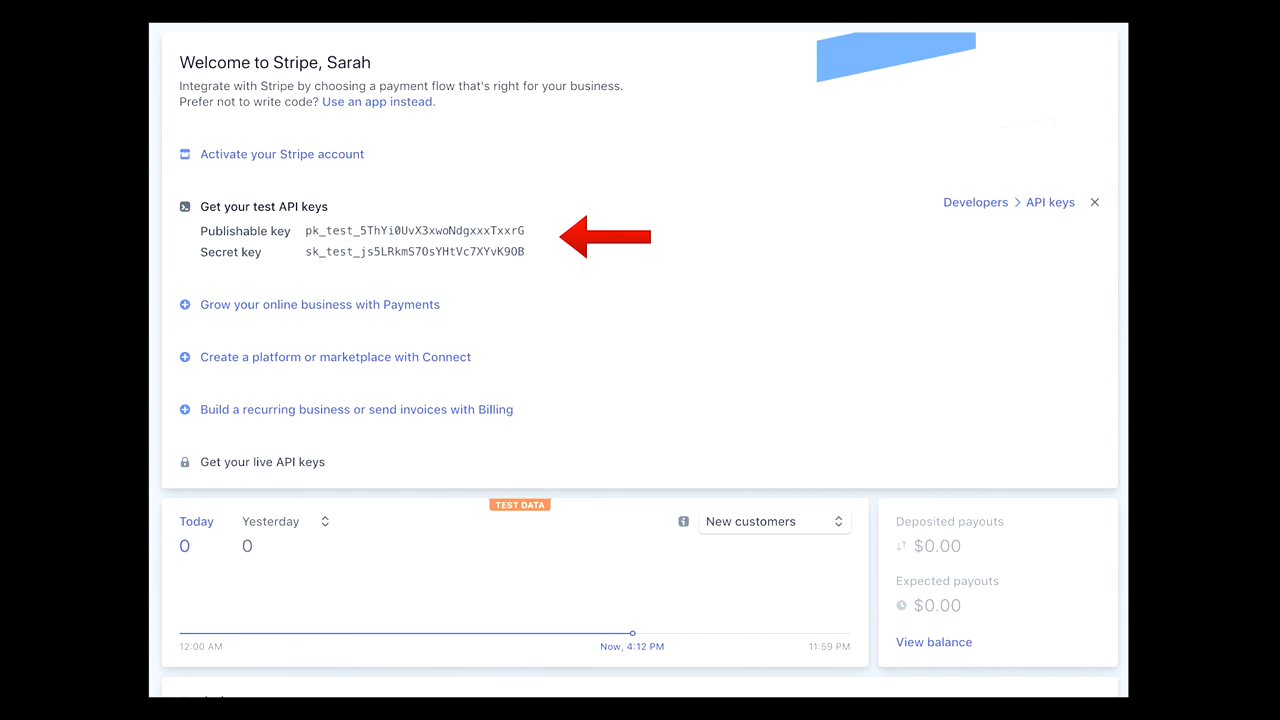 Welcome to Stripe, Sarah
Integrate with Stripe by choosing a payment flow that's right for your business.
Prefer not to write code? Use an app instead.
Activate your Stripe account
Get your test API keys
Developers > API keys
Publishable key pk_test_5ThYi0UvX3xwoNdgxxxTxxrG
Secret key sk_test_js5LRkmS7OsYHtVc7XYvK9OB
Grow your online business with Payments
Create a platform or marketplace with Connect
Build a recurring business or send invoices with Billing
Get your live API keys
TEST DATA
Today Yesterday New customers
0 0
12:00 AM Now, 4:12 PM 11:59 PM
Deposited payouts
$0.00
Expected payouts
$0.00
View balance